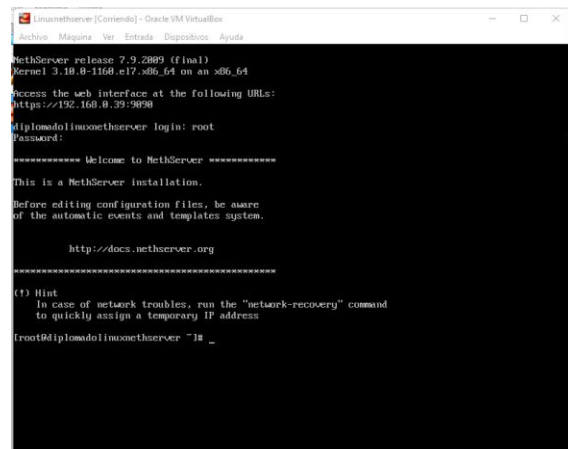 Linuxnethserver [Corriendo] - Oracle VM VirtualBox
Archivo Máquina Ver Entrada Dispositivos Ayuda
NethServer release 7.9.2009 (final)
Kernel 3.10.0-1160.el7.x86_64 on an x86_64
Access the web interface at the following URLs:
https://192.168.0.39:9090
diplomadolinuxnethserver login: root
Password:
************ Welcome to NethServer ************
This is a NethServer installation.
Before editing configuration files, be aware
of the automatic events and templates system.
http://docs.nethserver.org
***********************************************
(!) Hint
In case of network troubles, run the "network-recovery" command
to quickly assign a temporary IP address
[root@diplomadolinuxnethserver ~]# _